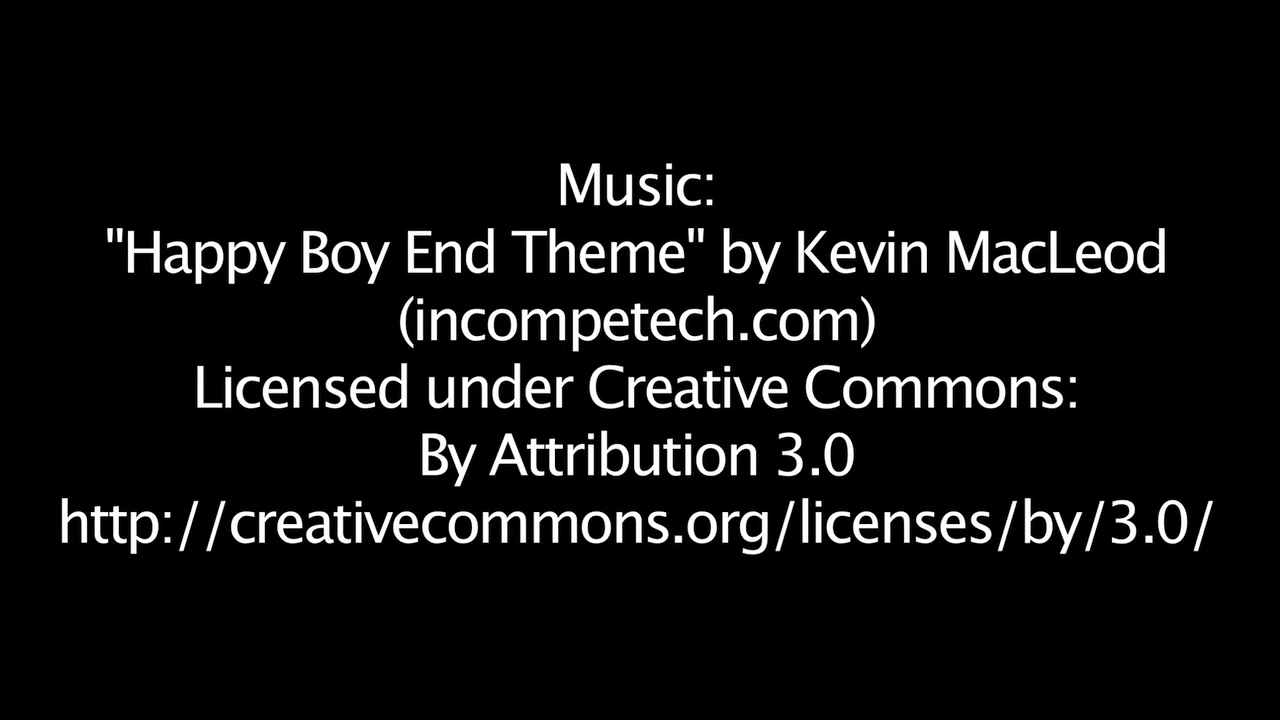 Music:
"Happy Boy End Theme" by Kevin MacLeod
(incompetech.com)
Licensed under Creative Commons:
By Attribution 3.0
http://creativecommons.org/licenses/by/3.0/